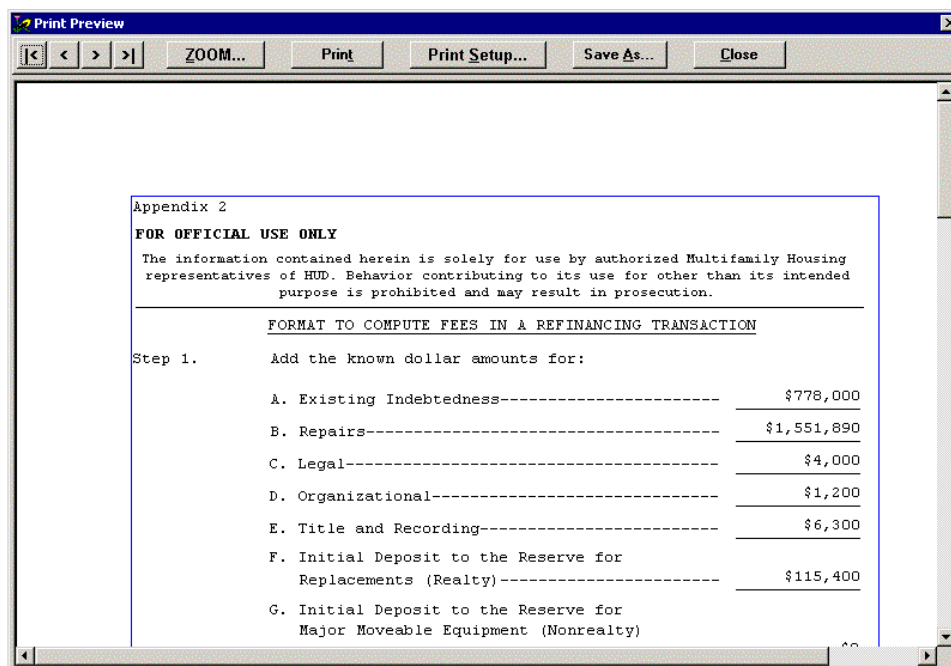 Print Preview
|< < > >| ZOOM... Print Print Setup... Save As... Close
Appendix 2
FOR OFFICIAL USE ONLY
The information contained herein is solely for use by authorized Multifamily Housing
representatives of HUD. Behavior contributing to its use for other than its intended
purpose is prohibited and may result in prosecution.
FORMAT TO COMPUTE FEES IN A REFINANCING TRANSACTION
Step 1. Add the known dollar amounts for:
A. Existing Indebtedness----------------------- $778,000
B. Repairs------------------------------------- $1,551,890
C. Legal--------------------------------------- $4,000
D. Organizational------------------------------ $1,200
E. Title and Recording------------------------- $6,300
F. Initial Deposit to the Reserve for
Replacements (Realty)----------------------- $115,400
G. Initial Deposit to the Reserve for
Major Moveable Equipment (Nonrealty)